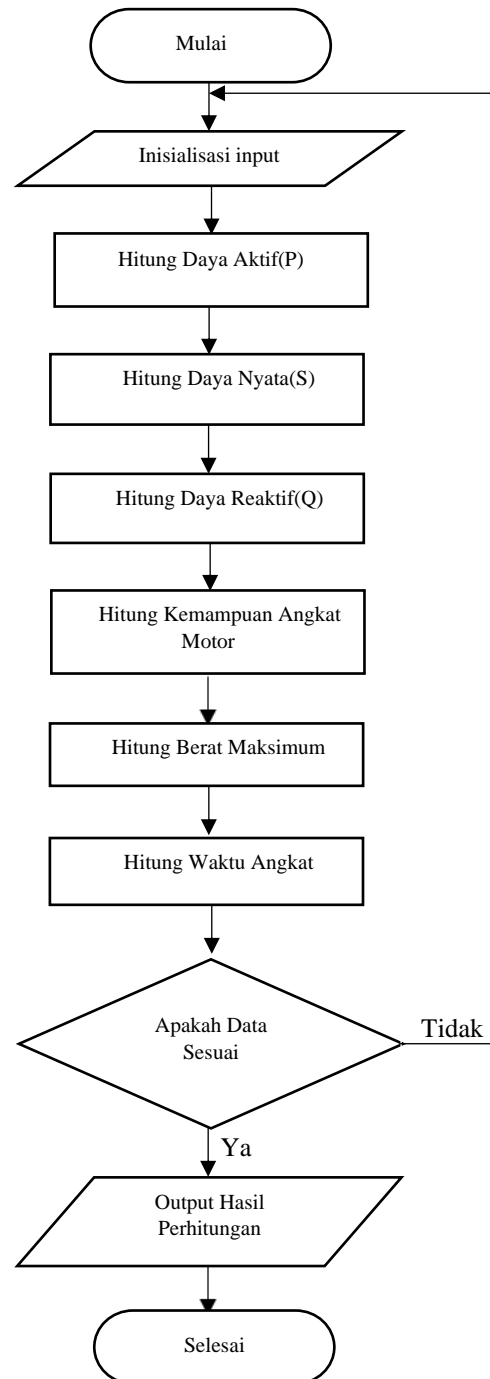 Mulai
Inisialisasi input
Hitung Daya Aktif(P)
Hitung Daya Nyata(S)
Hitung Daya Reaktif(Q)
Hitung Kemampuan Angkat
Motor
Hitung Berat Maksimum
Hitung Waktu Angkat
Apakah Data
Sesuai
Tidak
Ya
Output Hasil
Perhitungan
Selesai